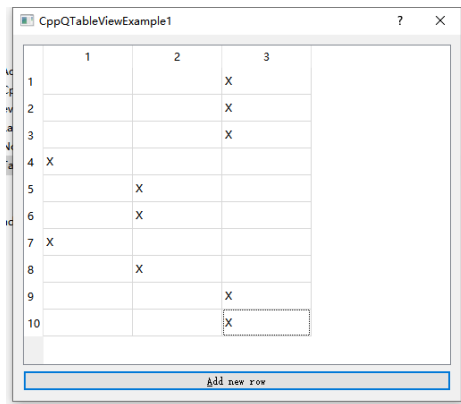 CppQTableViewExample1 ? ×
1 2 3
1 X
2 X
3 X
4 X
5 X
6 X
7 X
8 X
9 X
10 X
Add new row